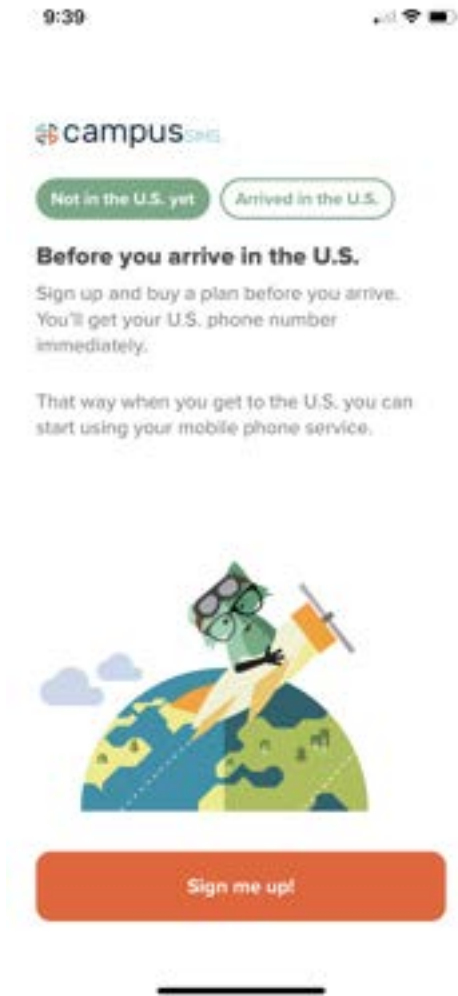 9:39
campusSIMS
Not in the U.S. yet
Arrived in the U.S.
Before you arrive in the U.S.
Sign up and buy a plan before you arrive.
You'll get your U.S. phone number
immediately.
That way when you get to the U.S. you can
start using your mobile phone service.
Sign me up!